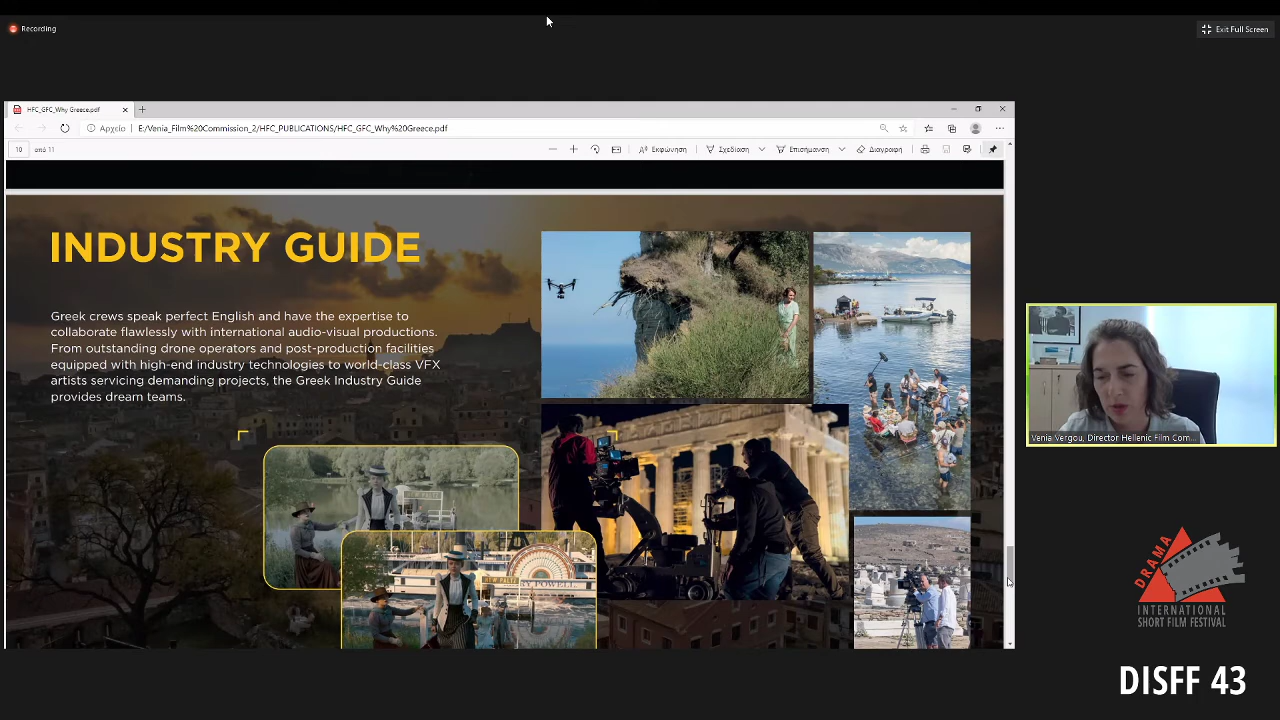 Recording
Exit Full Screen
HFC_GFC_Why Greece.pdf
Αρχείο E:/Venia_Film%20Commission_2/HFC_PUBLICATIONS/HFC_GFC_Why%20Greece.pdf
10 από 11 Εκφώνηση Σχεδίαση Επισήμανση Διαγραφή
INDUSTRY GUIDE
Greek crews speak perfect English and have the expertise to
collaborate flawlessly with international audio-visual productions.
From outstanding drone operators and post-production facilities
equipped with high-end industry technologies to world-class VFX
artists servicing demanding projects, the Greek Industry Guide
provides dream teams.
NEW PALTZ
POWELL
Venia Vergou, Director Hellenic Film Com...
DRAMA
INTERNATIONAL
SHORT FILM FESTIVAL
DISFF 43